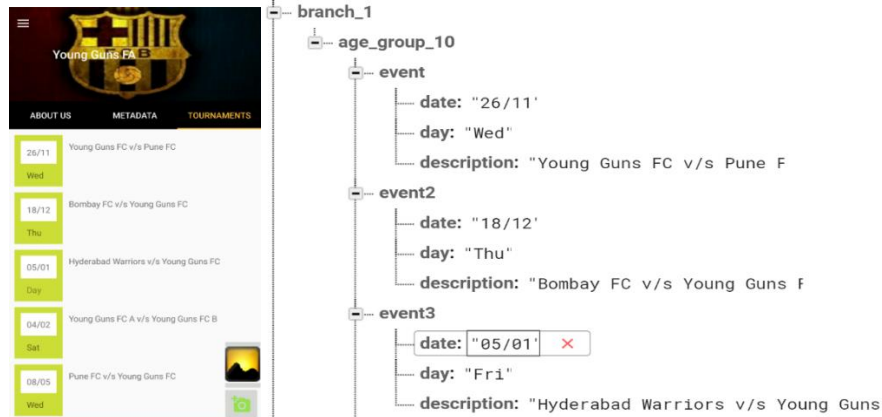 Young Guns FA
ABOUT US METADATA TOURNAMENTS
26/11
Wed
Young Guns FC v/s Pune FC
18/12
Thu
Bombay FC v/s Young Guns FC
05/01
Day
Hyderabad Warriors v/s Young Guns FC
04/02
Sat
Young Guns FC A v/s Young Guns FC B
08/05
Wed
Pune FC v/s Young Guns FC
branch_1
age_group_10
event
date: "26/11'
day: "Wed"
description: "Young Guns FC v/s Pune F
event2
date: "18/12'
day: "Thu"
description: "Bombay FC v/s Young Guns F
event3
date: "05/01'
day: "Fri"
description: "Hyderabad Warriors v/s Young Guns